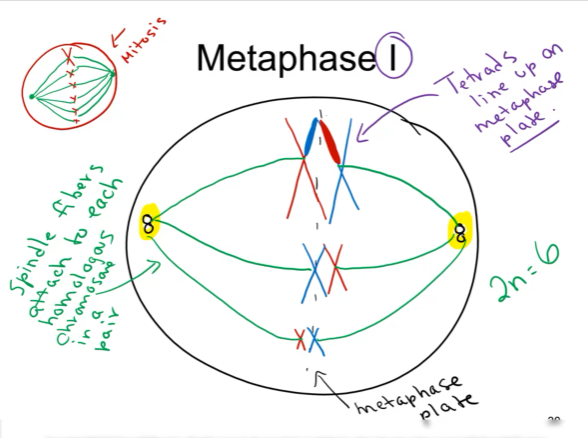 Mitosis
Metaphase I
Tetrads
line up on
metaphase
plate.
Spindle fibers
attach to each
homologous
chromosome
in a
pair
2n=6
metaphase
plate